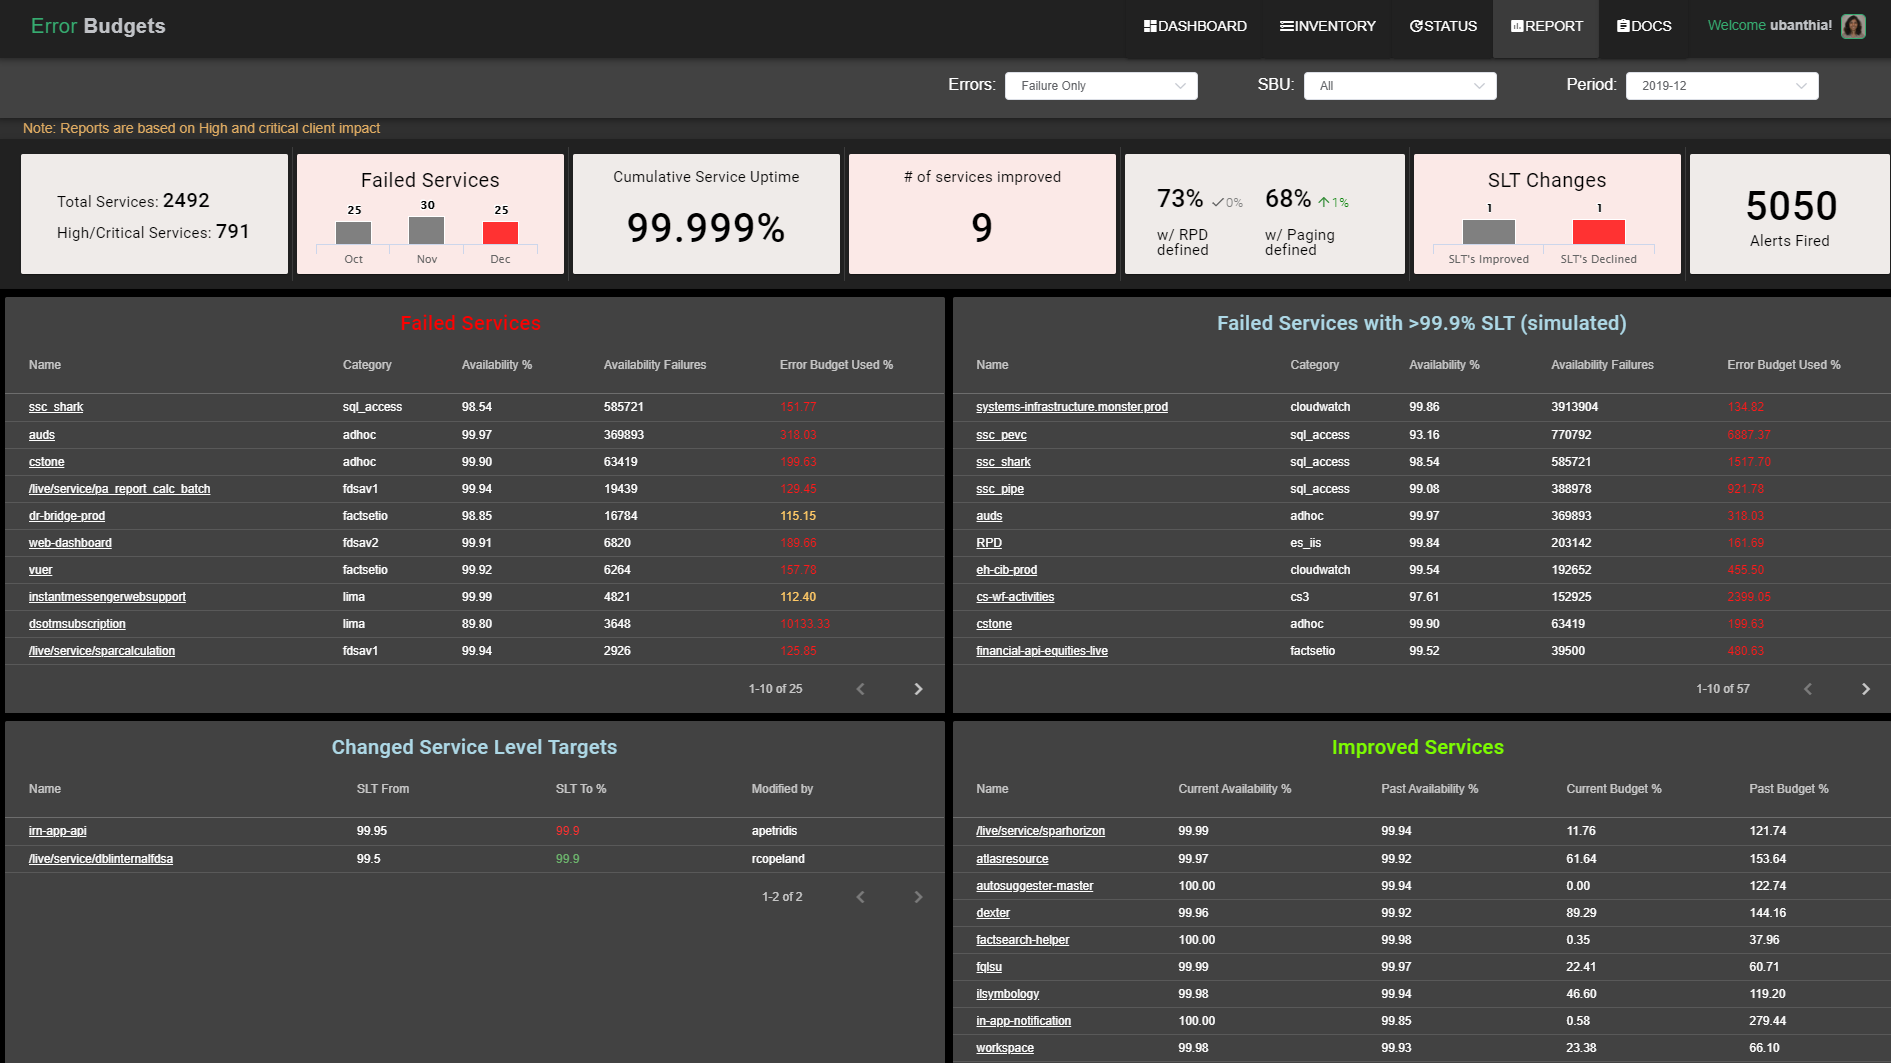 Error Budgets
DASHBOARD INVENTORY STATUS REPORT DOCS Welcome ubanthia!
Errors: Failure Only SBU: All Period: 2019-12
Note: Reports are based on High and critical client impact
Total Services: 2492
High/Critical Services: 791
Failed Services
25 30 25
Oct Nov Dec
Cumulative Service Uptime
99.999%
# of services improved
9
73% 0% 68% 1%
w/ RPD defined w/ Paging defined
SLT Changes
1 1
SLT's Improved SLT's Declined
5050
Alerts Fired
Failed Services
Name Category Availability % Availability Failures Error Budget Used %
ssc_shark sql_access 98.54 585721 151.77
auds adhoc 99.97 369893 318.03
cstone adhoc 99.90 63419 199.63
/live/service/pa_report_calc_batch fdsav1 99.94 19439 129.45
dr-bridge-prod factsetio 98.85 16784 115.15
web-dashboard fdsav2 99.91 6820 189.66
vuer factsetio 99.92 6264 157.78
instantmessengerwebsupport lima 99.99 4821 112.40
dsotmsubscription lima 89.80 3648 10133.33
/live/service/sparcalculation fdsav1 99.94 2926 125.85
1-10 of 25
Failed Services with >99.9% SLT (simulated)
Name Category Availability % Availability Failures Error Budget Used %
systems-infrastructure.monster.prod cloudwatch 99.86 3913904 134.82
ssc_pevc sql_access 93.16 770792 6887.37
ssc_shark sql_access 98.54 585721 1517.70
ssc_pipe sql_access 99.08 388978 921.78
auds adhoc 99.97 369893 318.03
RPD es_iis 99.84 203142 161.69
eh-cib-prod cloudwatch 99.54 192652 455.50
cs-wf-activities cs3 97.61 152925 2399.05
cstone adhoc 99.90 63419 199.63
financial-api-equities-live factsetio 99.52 39500 480.63
1-10 of 57
Changed Service Level Targets
Name SLT From SLT To % Modified by
irn-app-api 99.95 99.9 apetridis
/live/service/dblinternalfdsa 99.5 99.9 rcopeland
1-2 of 2
Improved Services
Name Current Availability % Past Availability % Current Budget % Past Budget %
/live/service/sparhorizon 99.99 99.94 11.76 121.74
atlasresource 99.97 99.92 61.64 153.64
autosuggester-master 100.00 99.94 0.00 122.74
dexter 99.96 99.92 89.29 144.16
factsearch-helper 100.00 99.98 0.35 37.96
fqlsu 99.99 99.97 22.41 60.71
ilsymbology 99.98 99.94 46.60 119.20
in-app-notification 100.00 99.85 0.58 279.44
workspace 99.98 99.93 23.38 66.10